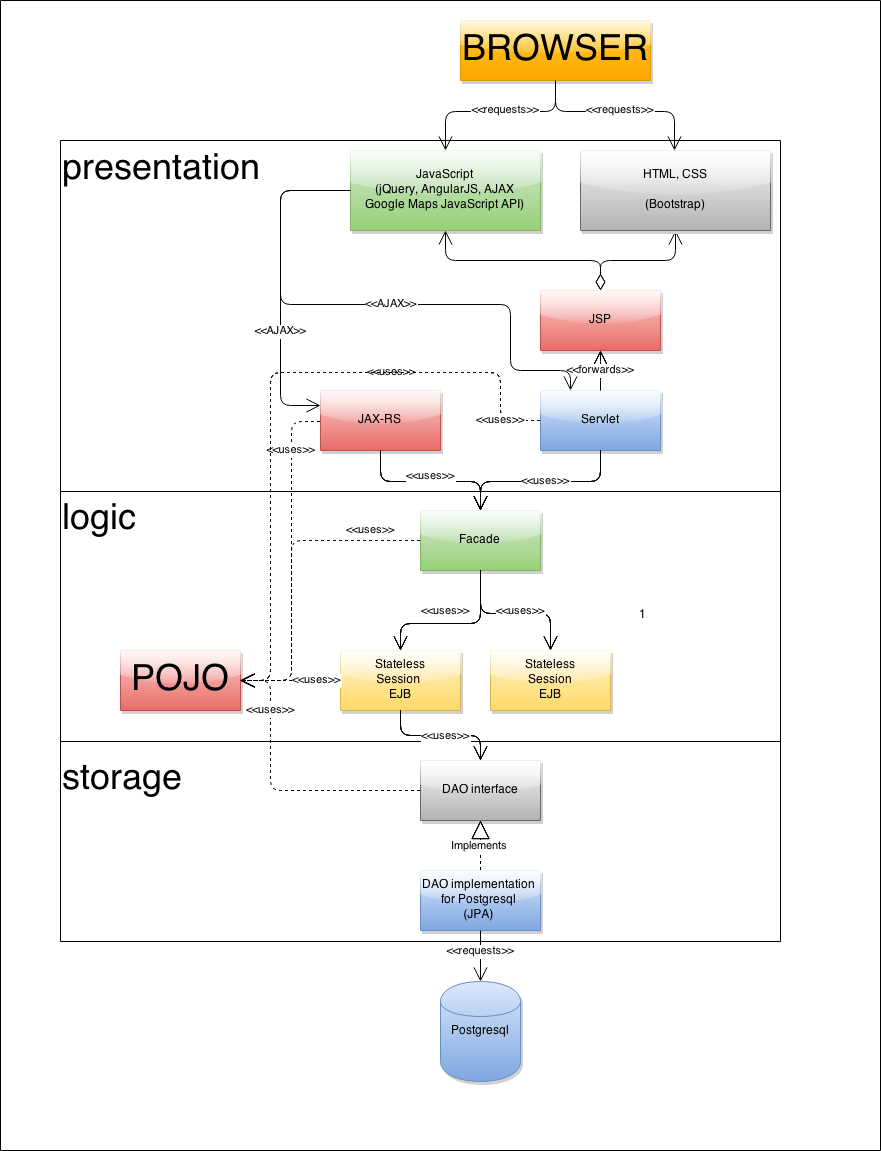 BROWSER
<<requests>>
<<requests>>
presentation
JavaScript
(jQuery, AngularJS, AJAX
Google Maps JavaScript API)
HTML, CSS
(Bootstrap)
<<AJAX>>
<<AJAX>>
JSP
<<forwards>>
<<uses>>
JAX-RS
<<uses>>
Servlet
<<uses>>
<<uses>>
<<uses>>
logic
<<uses>>
Facade
<<uses>>
<<uses>>
1
POJO
<<uses>>
Stateless
Session
EJB
Stateless
Session
EJB
<<uses>>
<<uses>>
storage
DAO interface
Implements
DAO implementation
for Postgresql
(JPA)
<<requests>>
Postgresql